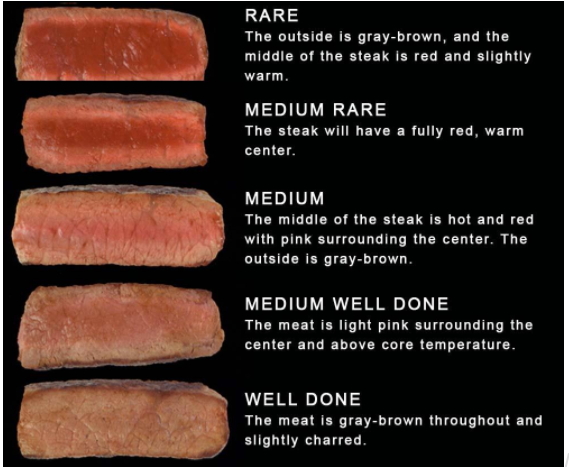 RARE
The outside is gray-brown, and the
middle of the steak is red and slightly
warm.
MEDIUM RARE
The steak will have a fully red, warm
center.
MEDIUM
The middle of the steak is hot and red
with pink surrounding the center. The
outside is gray-brown.
MEDIUM WELL DONE
The meat is light pink surrounding the
center and above core temperature.
WELL DONE
The meat is gray-brown throughout and
slightly charred.